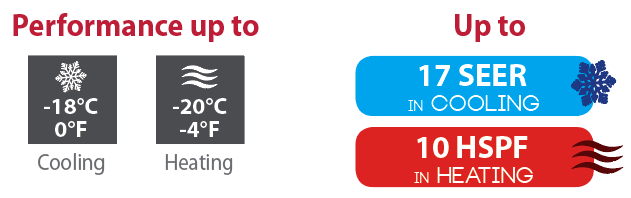 Performance up to
-18°C
0°F
Cooling
-20°C
-4°F
Heating
Up to
17 SEER
IN COOLING
10 HSPF
IN HEATING